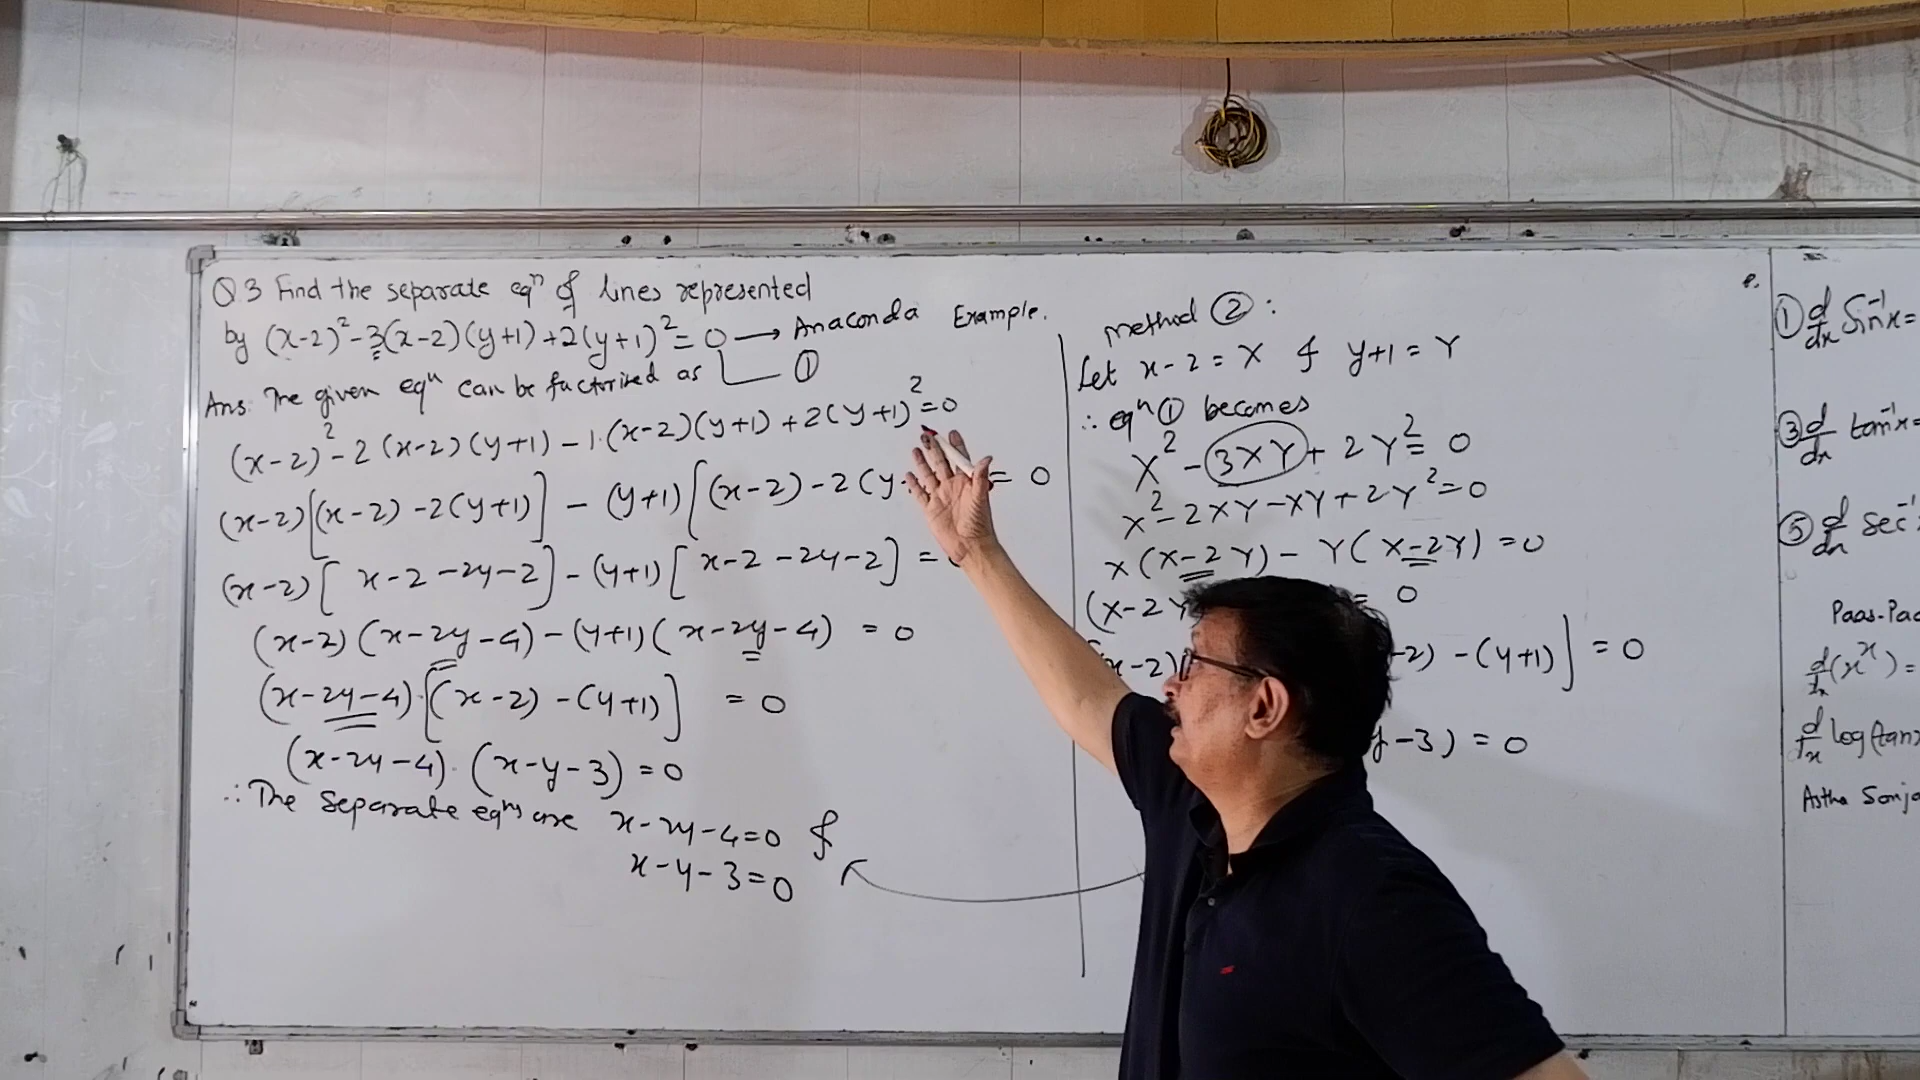 Q.3 Find the separate eqⁿ of lines represented
by (x-2)²-3(x-2)(y+1)+2(y+1)²=0 → Anaconda Example.
①
Ans: The given eqⁿ can be factorised as
(x-2)²-2(x-2)(y+1)-1·(x-2)(y+1)+2(y+1)²=0
(x-2)[(x-2)-2(y+1)] - (y+1)[(x-2)-2(y = 0
(x-2)[x-2-2y-2]-(y+1)[x-2-2y-2] =
(x-2)(x-2y-4)-(y+1)(x-2y-4) = 0
(x-2y-4)·[(x-2)-(y+1)] = 0
(x-2y-4)·(x-y-3)=0
∴ The separate eqⁿˢ are x-2y-4=0 &
x-y-3=0
method ②:
Let x-2=X & y+1=Y
∴ eqⁿ① becomes
X²-3XY+2Y²=0
X²-2XY-XY+2Y²=0
X(X-2Y)-Y(X-2Y)=0
(X-2Y = 0
x-2) -2)-(y+1)]=0
y-3)=0
① d/dx Sin⁻¹x=
③ d/dx tan⁻¹x=
⑤ d/dx Sec⁻¹
d/dx(xˣ)=
d/dx log(tan